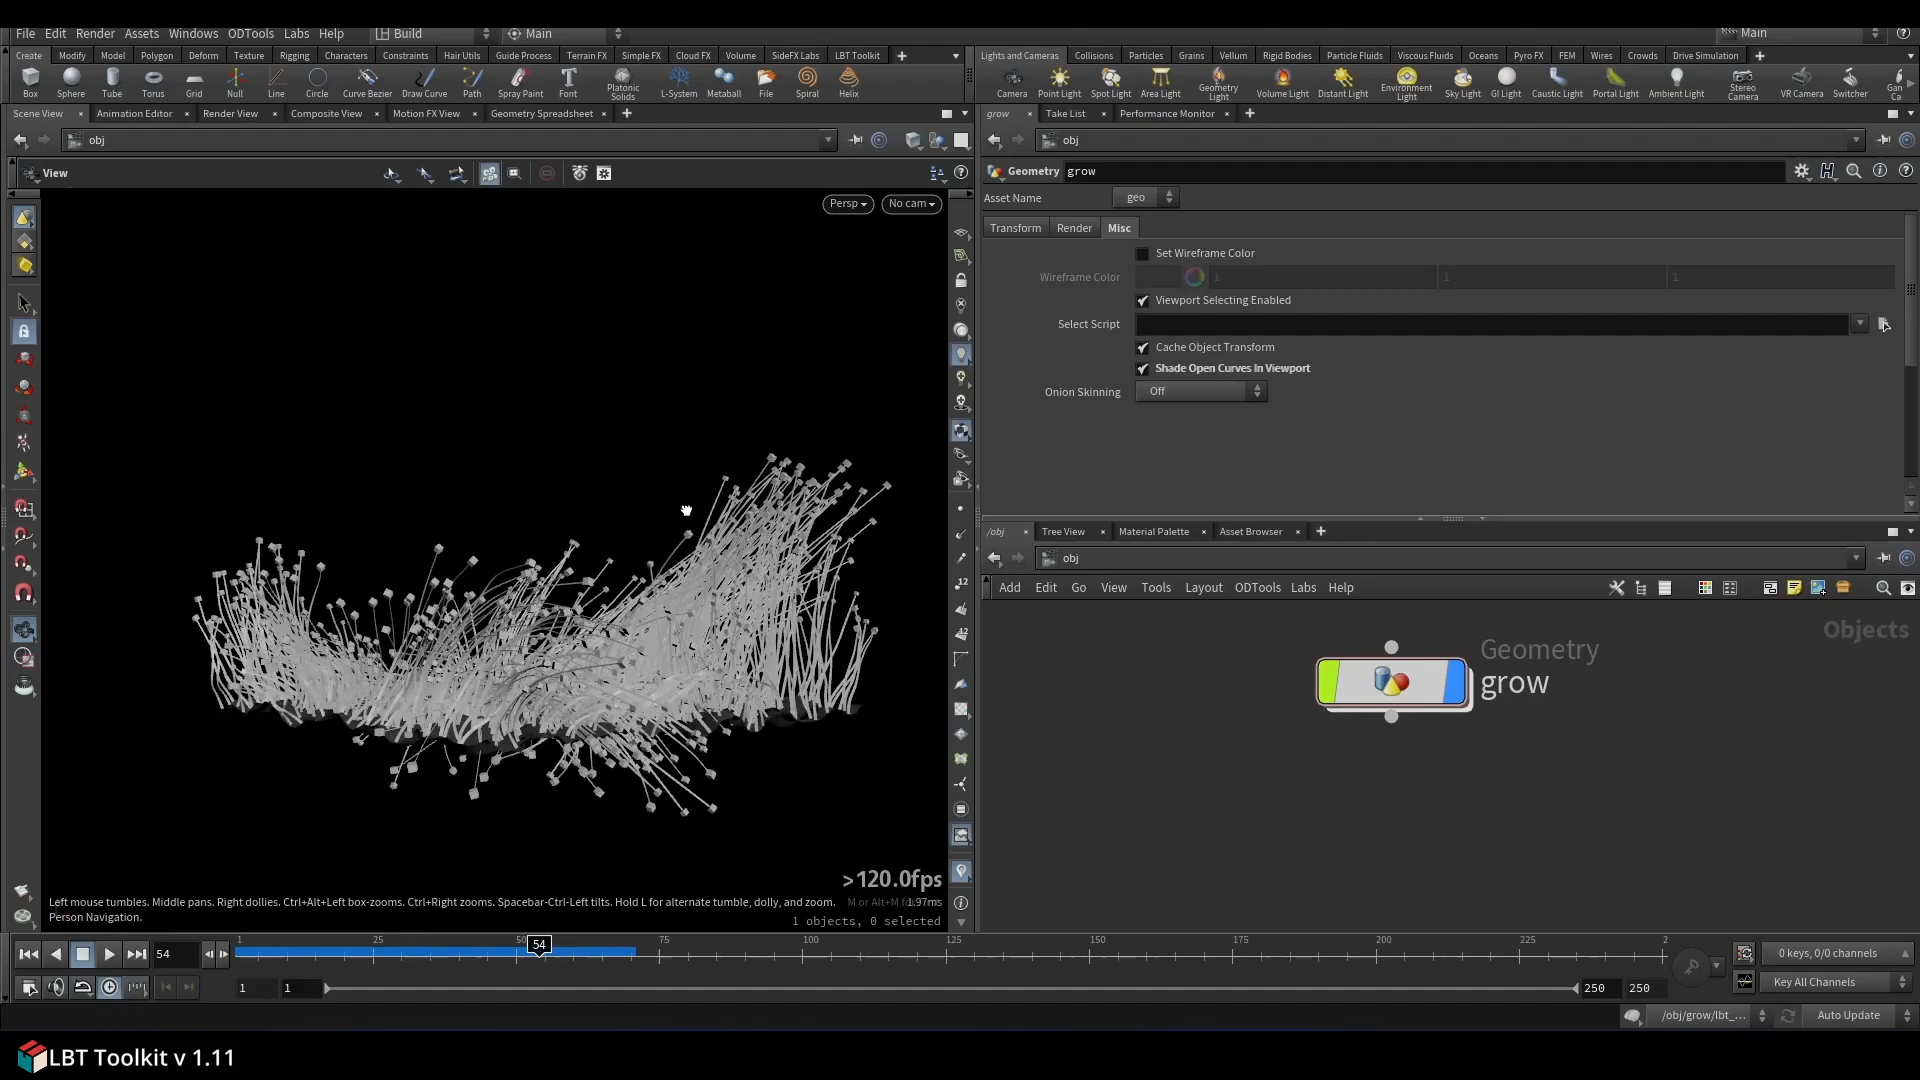 File Edit Render Assets Windows ODTools Labs Help Build Main Main
Create Modify Model Polygon Deform Texture Rigging Characters Constraints Hair Utils Guide Process Terrain FX Simple FX Cloud FX Volume SideFX Labs LBT Toolkit
Box Sphere Tube Torus Grid Null Line Circle Curve Bezier Draw Curve Path Spray Paint Font Platonic Solids L-System Metaball File Spiral Helix
Lights and Cameras Collisions Particles Grains Vellum Rigid Bodies Particle Fluids Viscous Fluids Oceans Pyro FX FEM Wires Crowds Drive Simulation
Camera Point Light Spot Light Area Light Geometry Light Volume Light Distant Light Environment Light Sky Light GI Light Caustic Light Portal Light Ambient Light Stereo Camera VR Camera Switcher
Scene View Animation Editor Render View Composite View Motion FX View Geometry Spreadsheet
obj
View
Persp No cam
grow Take List Performance Monitor
obj
Geometry grow
Asset Name geo
Transform Render Misc
Set Wireframe Color
Wireframe Color 1 1 1
Viewport Selecting Enabled
Select Script
Cache Object Transform
Shade Open Curves In Viewport
Onion Skinning Off
/obj Tree View Material Palette Asset Browser
obj
Add Edit Go View Tools Layout ODTools Labs Help
Objects
Geometry
grow
>120.0fps
Left mouse tumbles. Middle pans. Right dollies. Ctrl+Alt+Left box-zooms. Ctrl+Right zooms. Spacebar-Ctrl-Left tilts. Hold L for alternate tumble, dolly, and zoom. M or Alt+M
Person Navigation.
1 objects, 0 selected
54 1 25 54 75 100 125 150 175 200 225 2
0 keys, 0/0 channels
1 1 250 250 Key All Channels
/obj/grow/lbt_... Auto Update
LBT Toolkit v 1.11